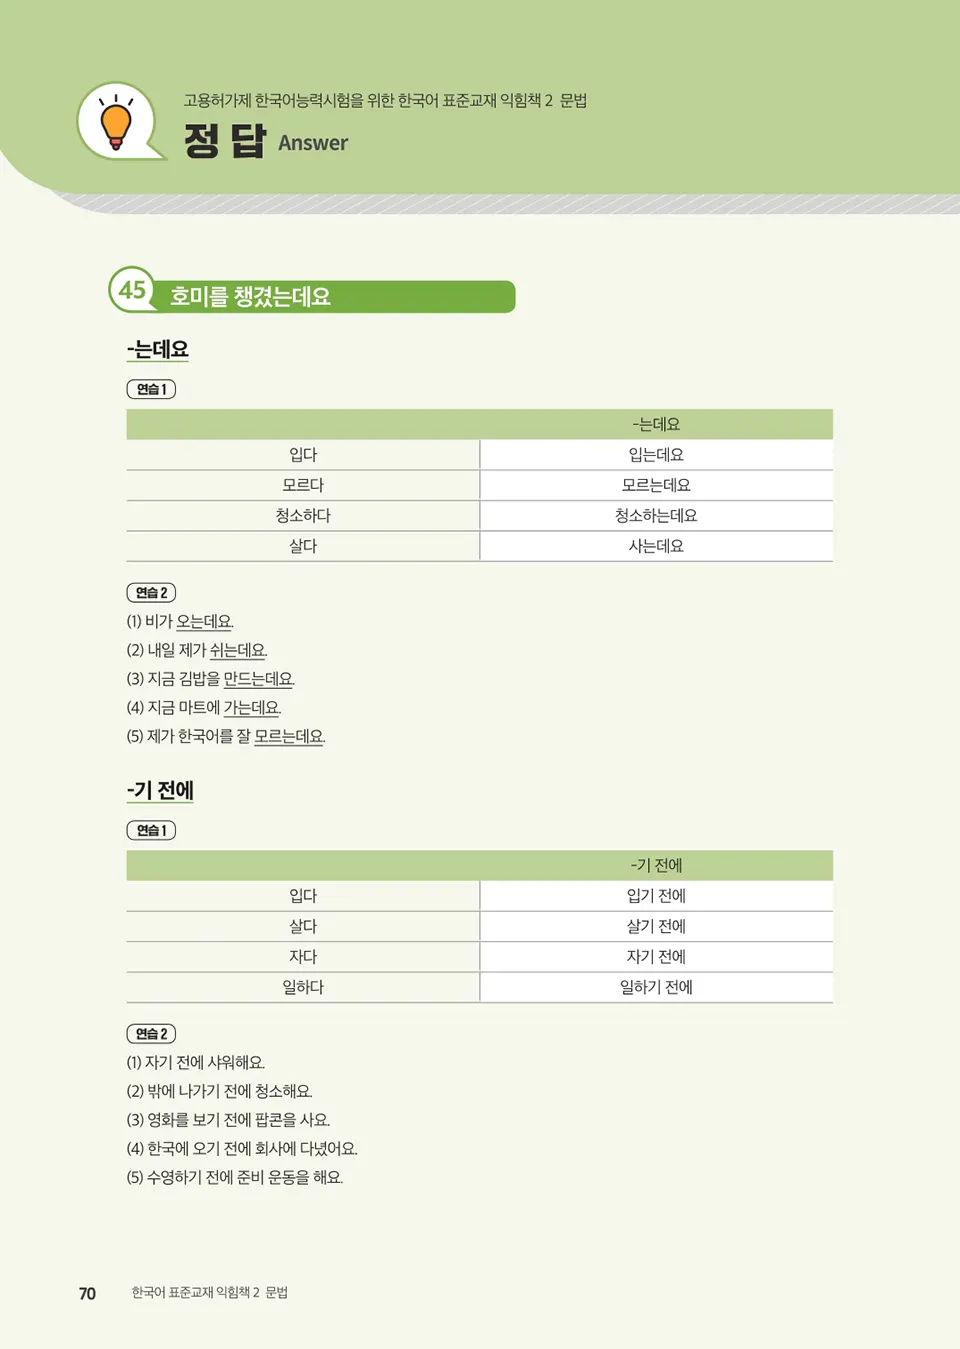 고용허가제 한국어능력시험을 위한 한국어 표준교재 익힘책 2 문법
정 답 Answer
45 호미를 챙겼는데요
-는데요
연습 1
-는데요
입다 입는데요
모르다 모르는데요
청소하다 청소하는데요
살다 사는데요
연습 2
(1) 비가 오는데요.
(2) 내일 제가 쉬는데요.
(3) 지금 김밥을 만드는데요.
(4) 지금 마트에 가는데요.
(5) 제가 한국어를 잘 모르는데요.
-기 전에
연습 1
-기 전에
입다 입기 전에
살다 살기 전에
자다 자기 전에
일하다 일하기 전에
연습 2
(1) 자기 전에 샤워해요.
(2) 밖에 나가기 전에 청소해요.
(3) 영화를 보기 전에 팝콘을 사요.
(4) 한국에 오기 전에 회사에 다녔어요.
(5) 수영하기 전에 준비 운동을 해요.
70 한국어 표준교재 익힘책 2 문법